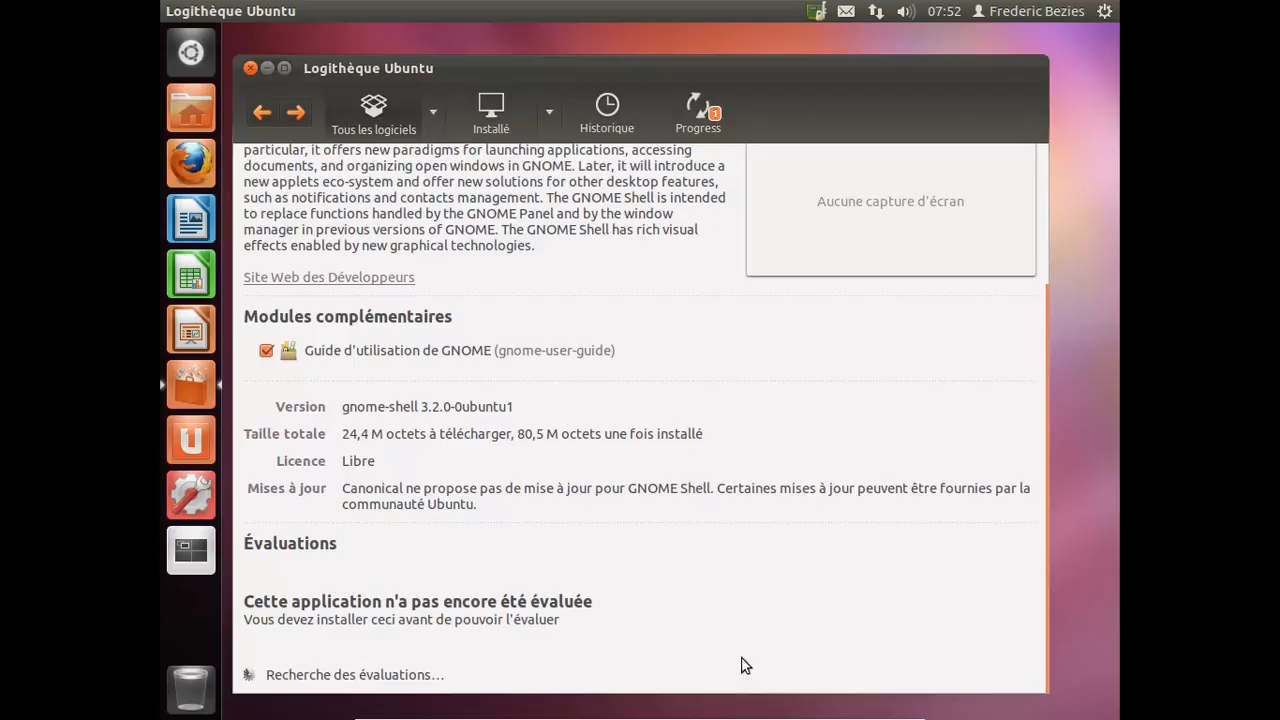 Logithèque Ubuntu
07:52 Frederic Bezies
Logithèque Ubuntu
Tous les logiciels
Installé
Historique
1
Progress
particular, it offers new paradigms for launching applications, accessing
documents, and organizing open windows in GNOME. Later, it will introduce a
new applets eco-system and offer new solutions for other desktop features,
such as notifications and contacts management. The GNOME Shell is intended
to replace functions handled by the GNOME Panel and by the window
manager in previous versions of GNOME. The GNOME Shell has rich visual
effects enabled by new graphical technologies.
Aucune capture d'écran
Site Web des Développeurs
Modules complémentaires
Guide d'utilisation de GNOME (gnome-user-guide)
Version gnome-shell 3.2.0-0ubuntu1
Taille totale 24,4 M octets à télécharger, 80,5 M octets une fois installé
Licence Libre
Mises à jour Canonical ne propose pas de mise à jour pour GNOME Shell. Certaines mises à jour peuvent être fournies par la
communauté Ubuntu.
Évaluations
Cette application n'a pas encore été évaluée
Vous devez installer ceci avant de pouvoir l'évaluer
Recherche des évaluations…